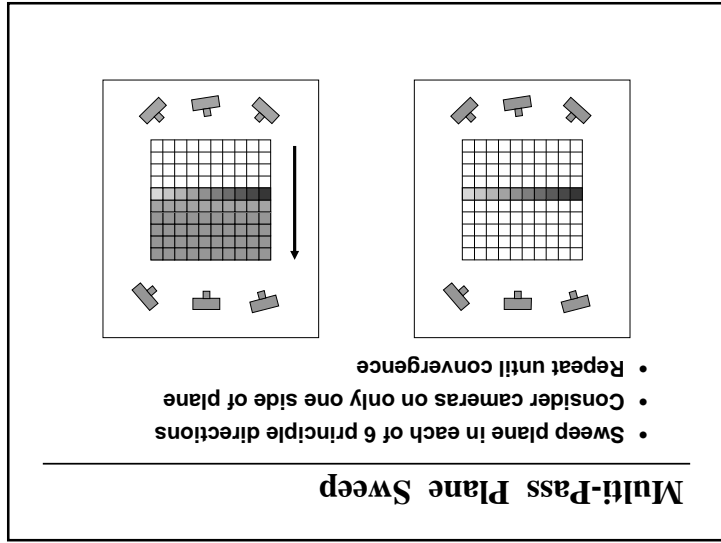 Multi-Pass Plane Sweep
• Sweep plane in each of 6 principle directions
• Consider cameras on only one side of plane
• Repeat until convergence